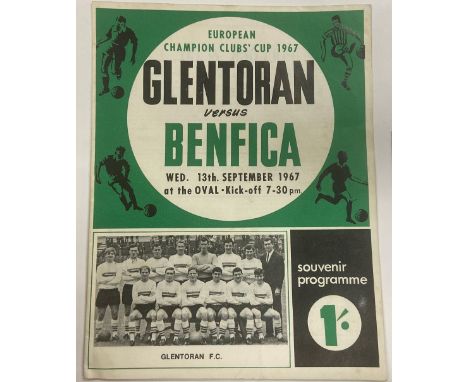 EUROPEAN
CHAMPION CLUBS' CUP 1967
GLENTORAN
versus
BENFICA
WED. 13th. SEPTEMBER 1967
at the OVAL - Kick-off 7-30 p.m.
souvenir
programme
1/-
GLENTORAN F.C.